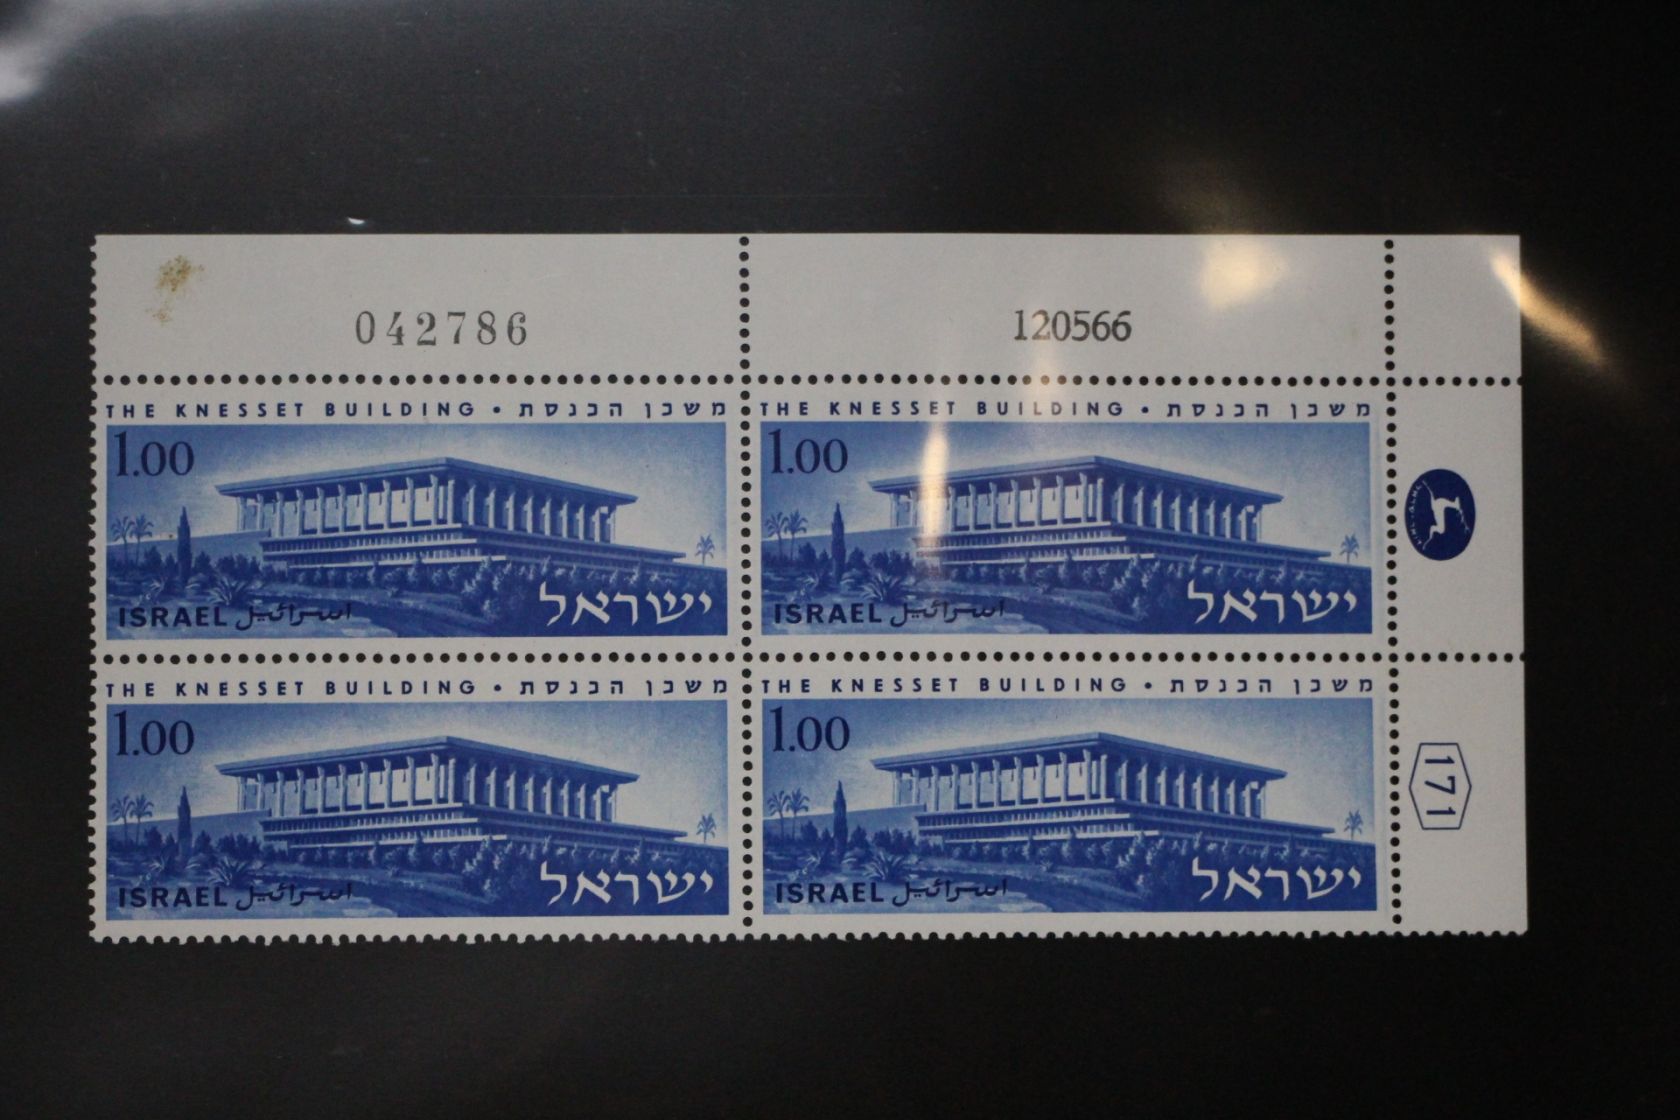 042786
120566
THE KNESSET BUILDING • משכן הכנסת
1.00
ISRAEL اسرائيل ישראל
THE KNESSET BUILDING • משכן הכנסת
1.00
ISRAEL اسرائيل ישראל
THE KNESSET BUILDING • משכן הכנסת
1.00
ISRAEL اسرائيل ישראל
THE KNESSET BUILDING • משכן הכנסת
1.00
ISRAEL اسرائيل ישראל
171